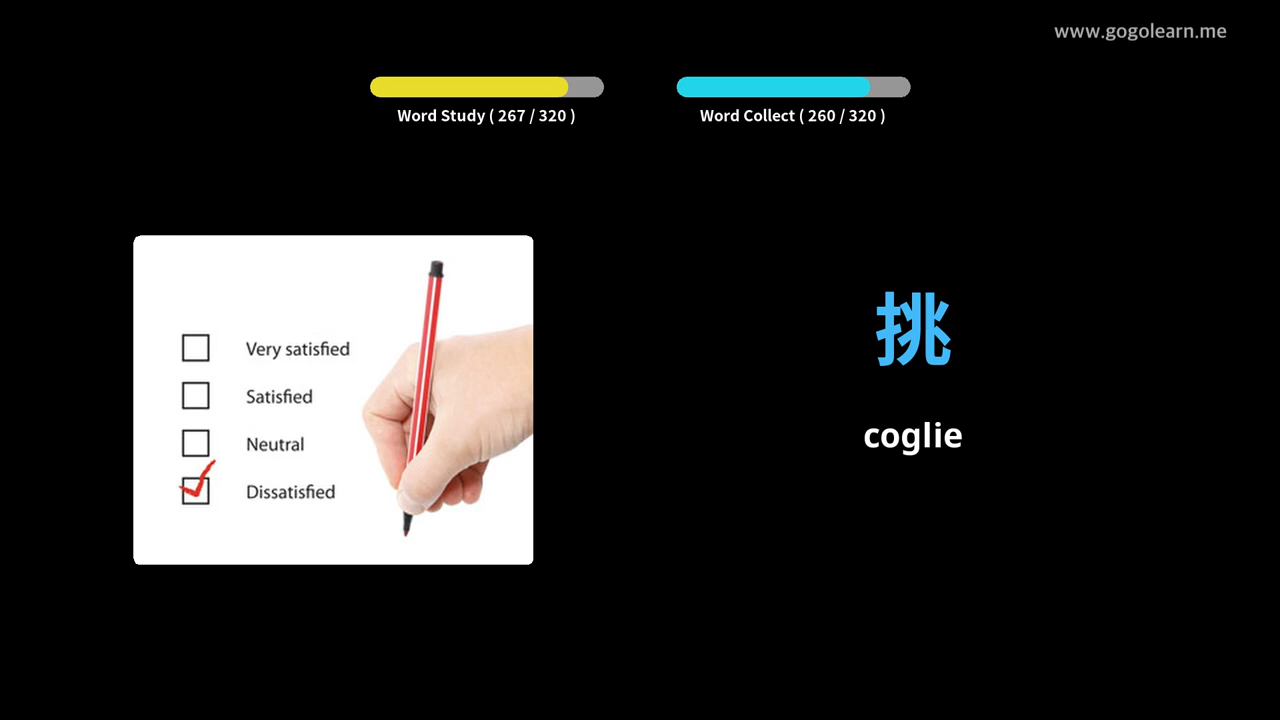 www.gogolearn.me
Word Study ( 267 / 320 )
Word Collect ( 260 / 320 )
Very satisfied
Satisfied
Neutral
Dissatisfied
挑
coglie